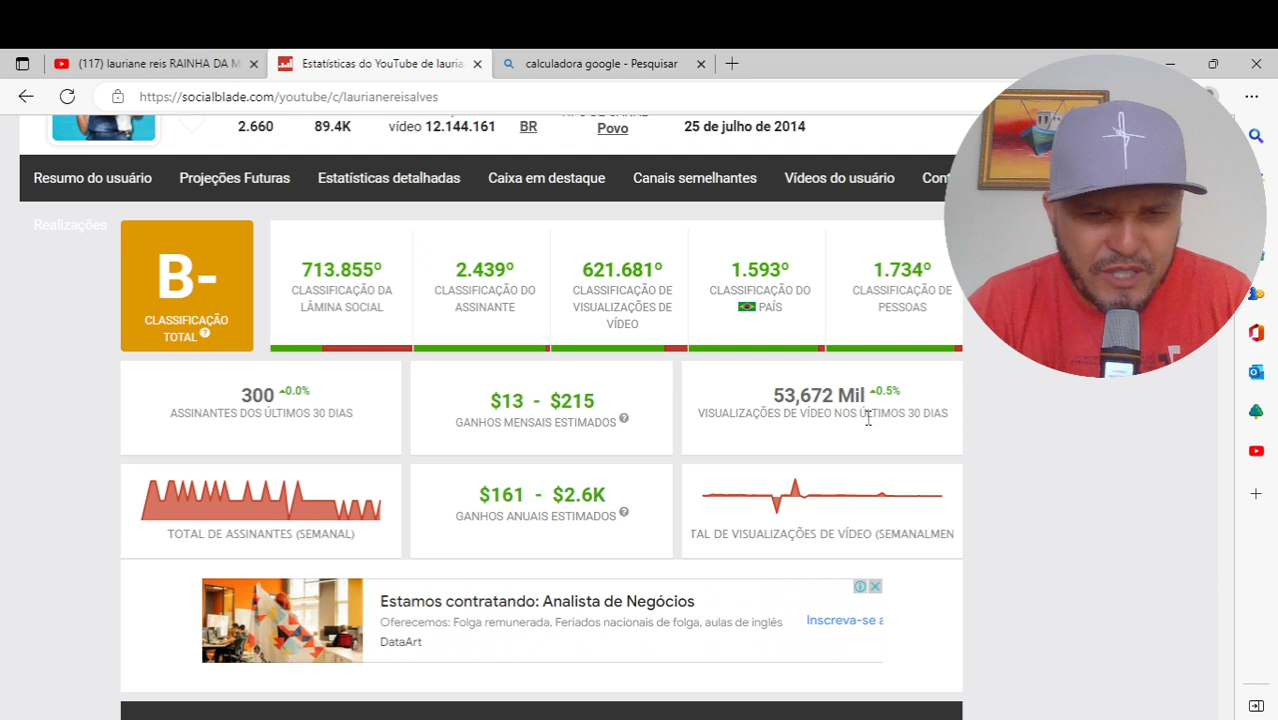 (117) lauriane reis RAINHA DA M
Estatísticas do YouTube de lauria
calculadora google - Pesquisar
https://socialblade.com/youtube/c/laurianereisalves
2.660
89.4K
vídeo 12.144.161
BR
Povo
25 de julho de 2014
Resumo do usuário
Projeções Futuras
Estatísticas detalhadas
Caixa em destaque
Canais semelhantes
Vídeos do usuário
Cont
Realizações
B-
CLASSIFICAÇÃO
TOTAL
713.855º
CLASSIFICAÇÃO DA
LÂMINA SOCIAL
2.439º
CLASSIFICAÇÃO DO
ASSINANTE
621.681º
CLASSIFICAÇÃO DE
VISUALIZAÇÕES DE
VÍDEO
1.593º
CLASSIFICAÇÃO DO
PAÍS
1.734º
CLASSIFICAÇÃO DE
PESSOAS
300 0.0%
ASSINANTES DOS ÚLTIMOS 30 DIAS
$13 - $215
GANHOS MENSAIS ESTIMADOS
53,672 Mil 0.5%
VISUALIZAÇÕES DE VÍDEO NOS ÚLTIMOS 30 DIAS
TOTAL DE ASSINANTES (SEMANAL)
$161 - $2.6K
GANHOS ANUAIS ESTIMADOS
TAL DE VISUALIZAÇÕES DE VÍDEO (SEMANALMEN
Estamos contratando: Analista de Negócios
Oferecemos: Folga remunerada, Feriados nacionais de folga, aulas de inglês
DataArt
Inscreva-se a